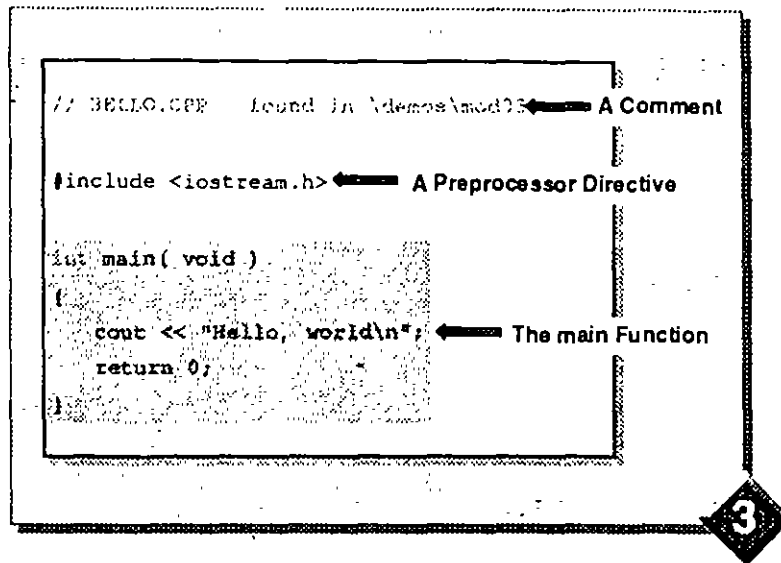 // HELLO.CPP found in \demos\mod03 A Comment
#include <iostream.h> A Preprocessor Directive
int main( void )
{
cout << "Hello, world\n"; The main Function
return 0;
}
3